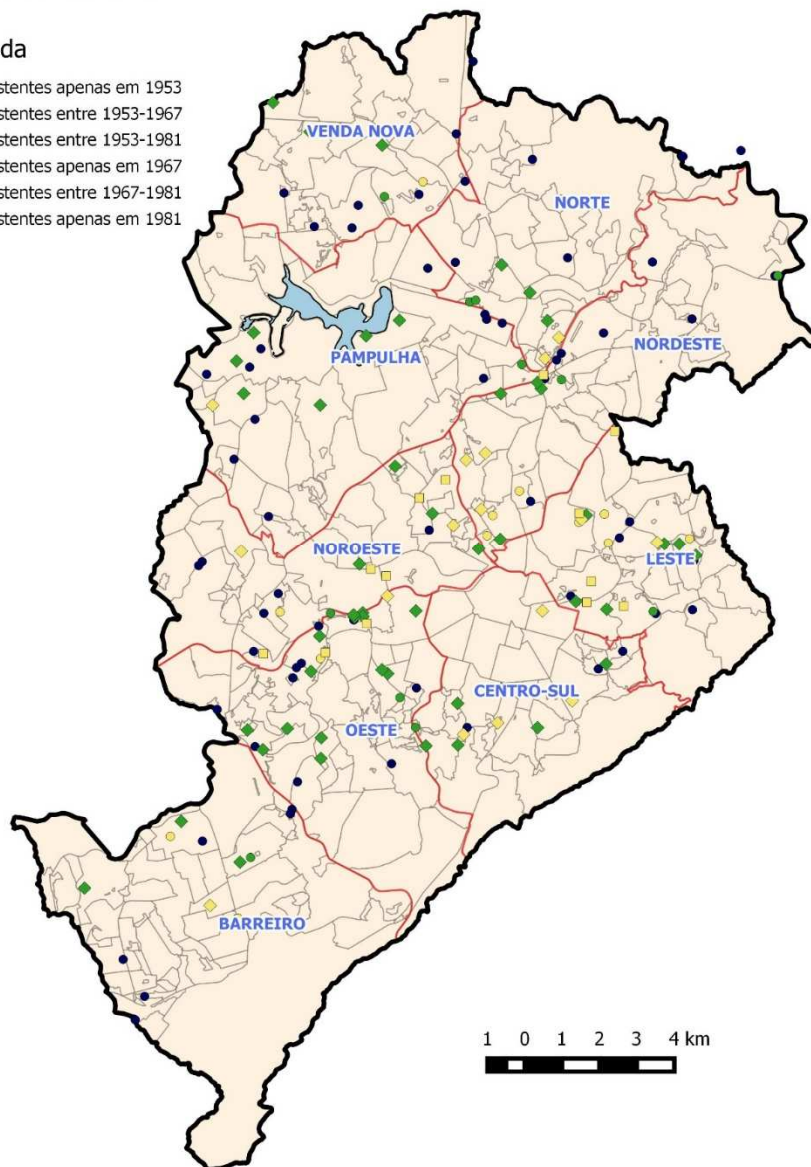 da
stentes apenas em 1953
stentes entre 1953-1967
stentes entre 1953-1981
stentes apenas em 1967
stentes entre 1967-1981
stentes apenas em 1981
VENDA NOVA
NORTE
PAMPULHA
NORDESTE
NOROESTE
LESTE
CENTRO-SUL
OESTE
BARREIRO
1 0 1 2 3 4 km